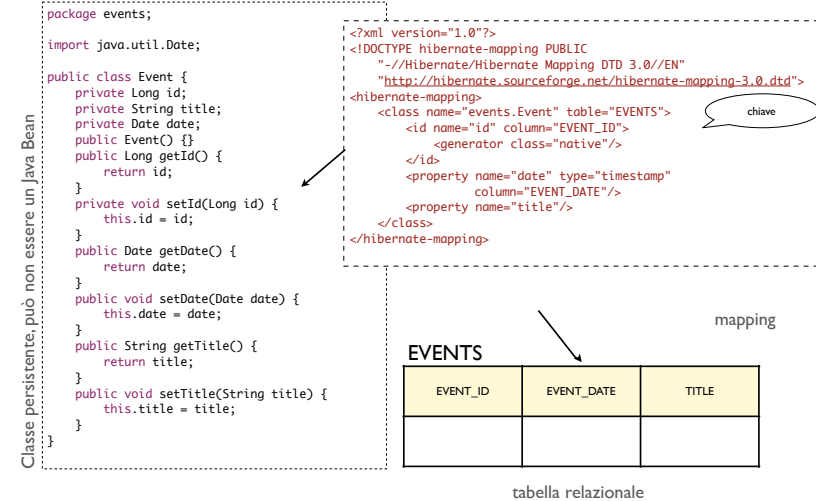 Classe persistente, può non essere un Java Bean
package events;
import java.util.Date;
public class Event {
private Long id;
private String title;
private Date date;
public Event() {}
public Long getId() {
return id;
}
private void setId(Long id) {
this.id = id;
}
public Date getDate() {
return date;
}
public void setDate(Date date) {
this.date = date;
}
public String getTitle() {
return title;
}
public void setTitle(String title) {
this.title = title;
}
}
<?xml version="1.0"?>
<!DOCTYPE hibernate-mapping PUBLIC
"-//Hibernate/Hibernate Mapping DTD 3.0//EN"
"http://hibernate.sourceforge.net/hibernate-mapping-3.0.dtd">
<hibernate-mapping>
<class name="events.Event" table="EVENTS">
<id name="id" column="EVENT_ID">
<generator class="native"/>
</id>
<property name="date" type="timestamp"
column="EVENT_DATE"/>
<property name="title"/>
</class>
</hibernate-mapping>
chiave
mapping
EVENTS
EVENT_ID EVENT_DATE TITLE
tabella relazionale